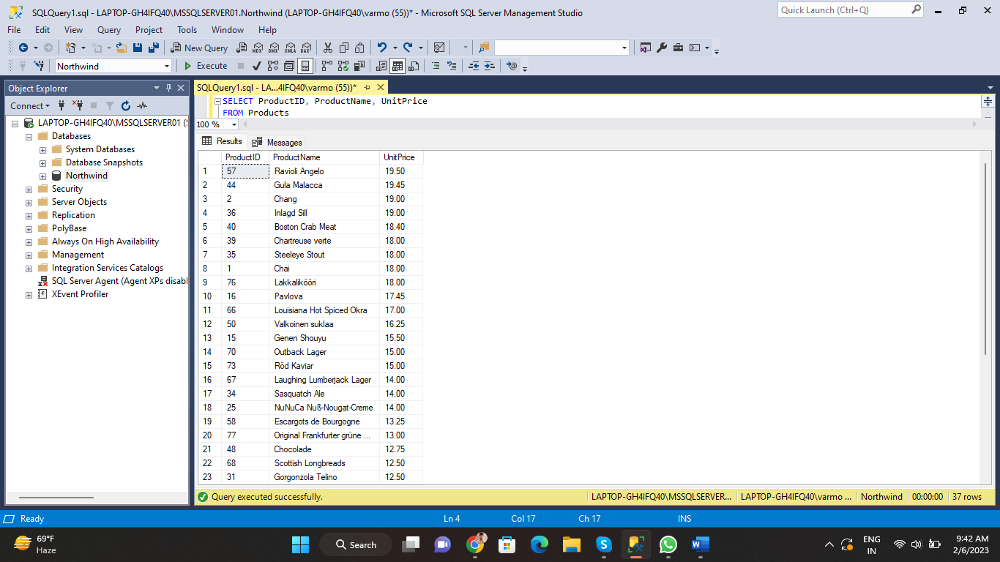 SQLQuery1.sql - LAPTOP-GH4IFQ40\MSSQLSERVER01.Northwind (LAPTOP-GH4IFQ40\varmo (55))* - Microsoft SQL Server Management Studio
Quick Launch (Ctrl+Q)
File Edit View Query Project Tools Window Help
New Query
MDX DMX XMLA DAX
Northwind Execute
Object Explorer
Connect
LAPTOP-GH4IFQ40\MSSQLSERVER01 (
Databases
System Databases
Database Snapshots
Northwind
Security
Server Objects
Replication
PolyBase
Always On High Availability
Management
Integration Services Catalogs
SQL Server Agent (Agent XPs disabl
XEvent Profiler
SQLQuery1.sql - LA...4IFQ40\varmo (55))*
SELECT ProductID, ProductName, UnitPrice
FROM Products
100 %
Results Messages
ProductID ProductName UnitPrice
1 57 Ravioli Angelo 19.50
2 44 Gula Malacca 19.45
3 2 Chang 19.00
4 36 Inlagd Sill 19.00
5 40 Boston Crab Meat 18.40
6 39 Chartreuse verte 18.00
7 35 Steeleye Stout 18.00
8 1 Chai 18.00
9 76 Lakkalikööri 18.00
10 16 Pavlova 17.45
11 66 Louisiana Hot Spiced Okra 17.00
12 50 Valkoinen suklaa 16.25
13 15 Genen Shouyu 15.50
14 70 Outback Lager 15.00
15 73 Röd Kaviar 15.00
16 67 Laughing Lumberjack Lager 14.00
17 34 Sasquatch Ale 14.00
18 25 NuNuCa Nuß-Nougat-Creme 14.00
19 58 Escargots de Bourgogne 13.25
20 77 Original Frankfurter grüne ... 13.00
21 48 Chocolade 12.75
22 68 Scottish Longbreads 12.50
23 31 Gorgonzola Telino 12.50
Query executed successfully.
LAPTOP-GH4IFQ40\MSSQLSERVER... LAPTOP-GH4IFQ40\varmo ... Northwind 00:00:00 37 rows
Ready Ln 4 Col 17 Ch 17 INS
69°F
Haze
Search
ENG
IN
9:42 AM
2/6/2023